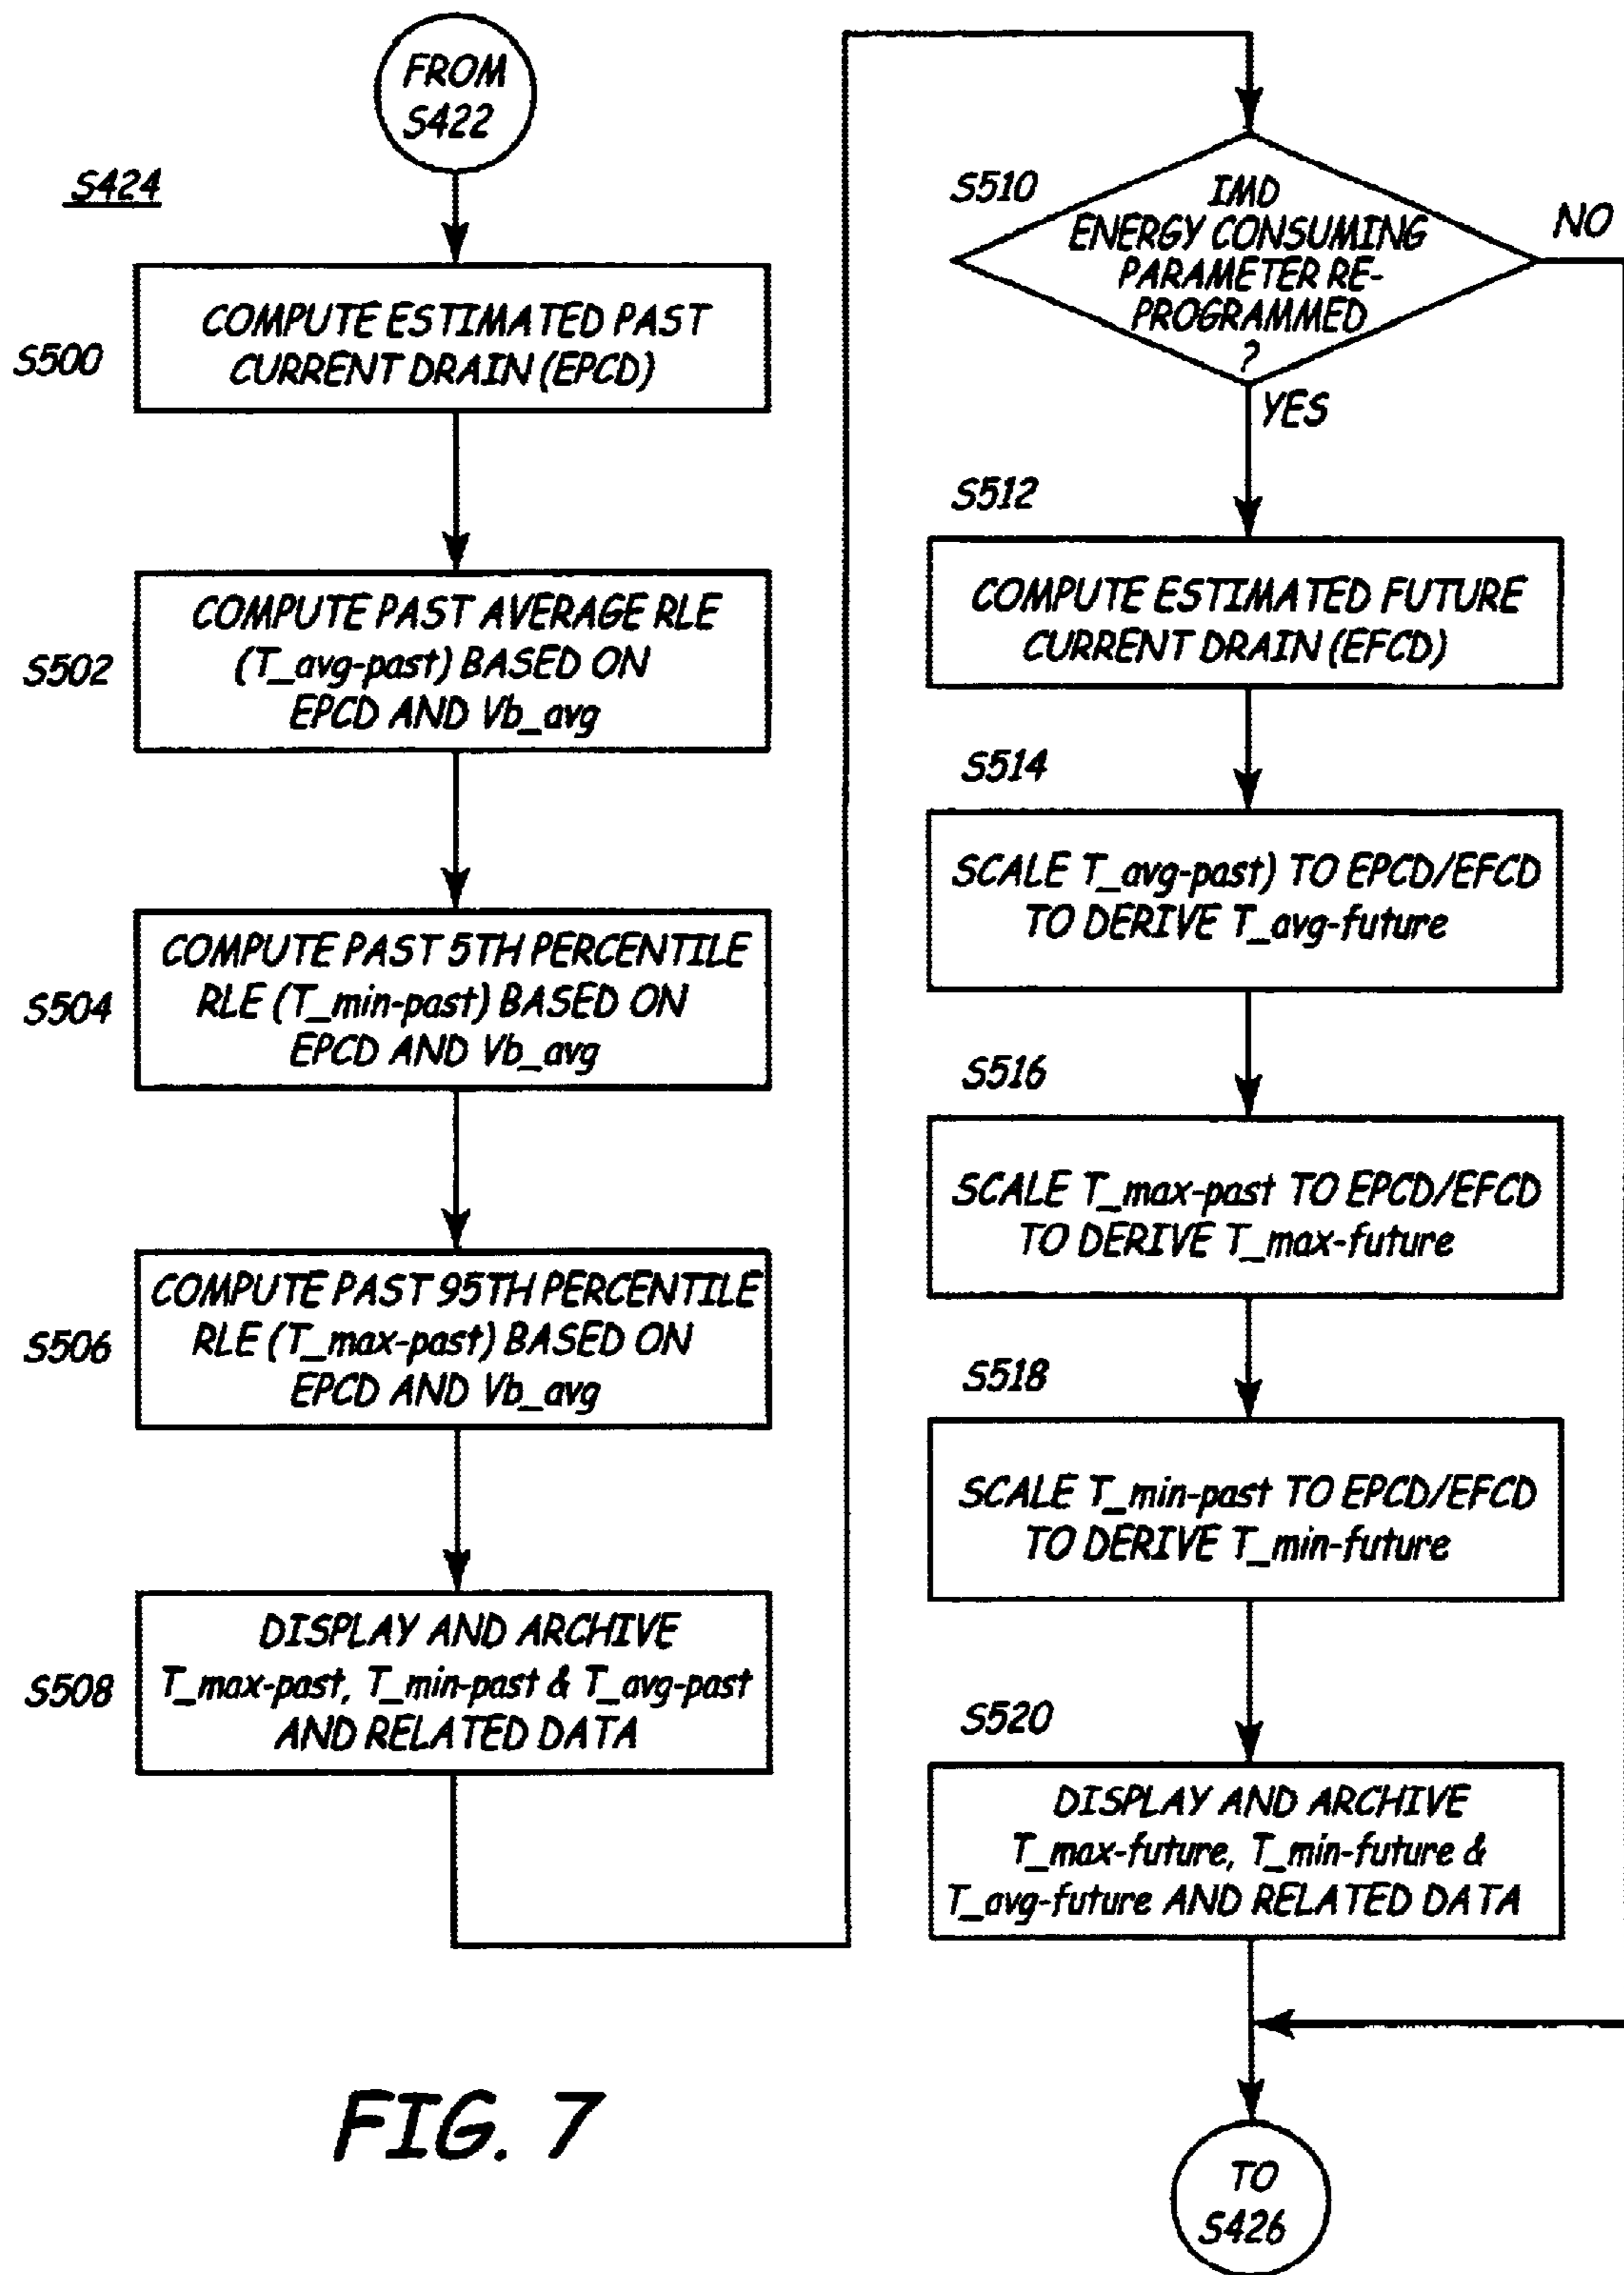 FROM
S422
S424
S500
COMPUTE ESTIMATED PAST
CURRENT DRAIN (EPCD)
S502
COMPUTE PAST AVERAGE RLE
(T_avg-past) BASED ON
EPCD AND Vb_avg
S504
COMPUTE PAST 5TH PERCENTILE
RLE (T_min-past) BASED ON
EPCD AND Vb_avg
S506
COMPUTE PAST 95TH PERCENTILE
RLE (T_max-past) BASED ON
EPCD AND Vb_avg
S508
DISPLAY AND ARCHIVE
T_max-past, T_min-past & T_avg-past
AND RELATED DATA
S510
IMD
ENERGY CONSUMING
PARAMETER RE-
PROGRAMMED
?
NO
YES
S512
COMPUTE ESTIMATED FUTURE
CURRENT DRAIN (EFCD)
S514
SCALE T_avg-past) TO EPCD/EFCD
TO DERIVE T_avg-future
S516
SCALE T_max-past TO EPCD/EFCD
TO DERIVE T_max-future
S518
SCALE T_min-past TO EPCD/EFCD
TO DERIVE T_min-future
S520
DISPLAY AND ARCHIVE
T_max-future, T_min-future &
T_avg-future AND RELATED DATA
TO
S426
FIG. 7